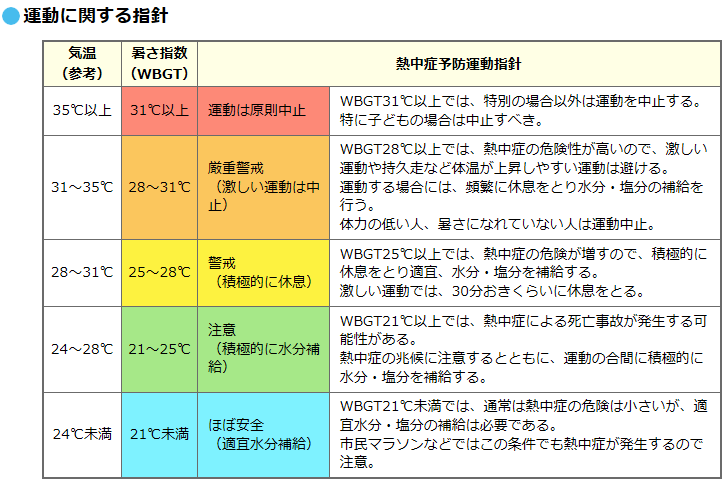 運動に関する指針
気温
（参考）
暑さ指数
（WBGT）
熱中症予防運動指針
35℃以上
31℃以上
運動は原則中止
WBGT31℃以上では、特別の場合以外は運動を中止する。
特に子どもの場合は中止すべき。
31～35℃
28～31℃
厳重警戒
（激しい運動は中
止）
WBGT28℃以上では、熱中症の危険性が高いので、激しい
運動や持久走など体温が上昇しやすい運動は避ける。
運動する場合には、頻繁に休息をとり水分・塩分の補給を
行う。
体力の低い人、暑さになれていない人は運動中止。
28～31℃
25～28℃
警戒
（積極的に休息）
WBGT25℃以上では、熱中症の危険が増すので、積極的に
休息をとり適宜、水分・塩分を補給する。
激しい運動では、30分おきくらいに休息をとる。
24～28℃
21～25℃
注意
（積極的に水分補
給）
WBGT21℃以上では、熱中症による死亡事故が発生する可
能性がある。
熱中症の兆候に注意するとともに、運動の合間に積極的に
水分・塩分を補給する。
24℃未満
21℃未満
ほぼ安全
（適宜水分補給）
WBGT21℃未満では、通常は熱中症の危険は小さいが、適
宜水分・塩分の補給は必要である。
市民マラソンなどではこの条件でも熱中症が発生するので
注意。